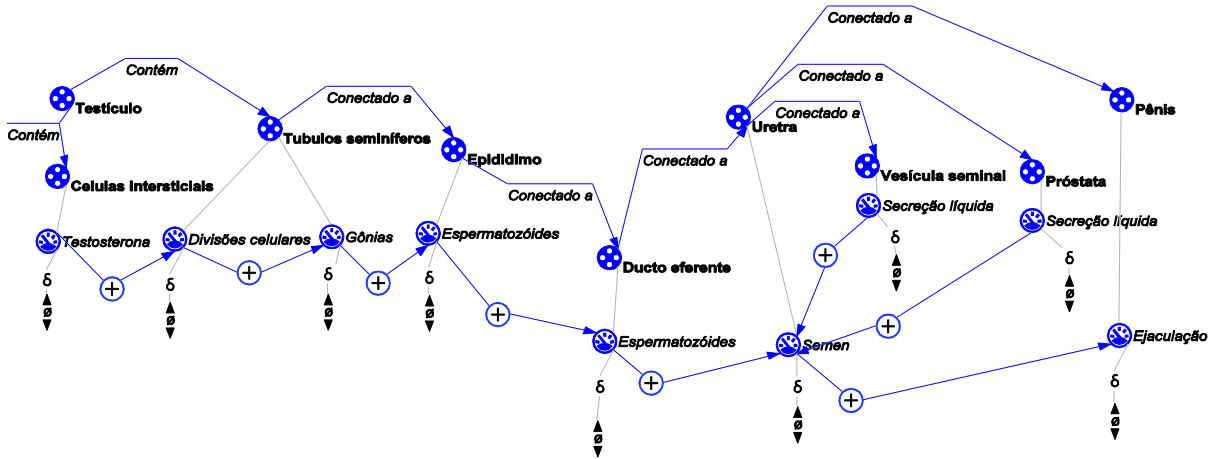 Conectado a
Contém
Conectado a
Testículo
Conectado a
Pênis
Conectado a
Uretra
Contém
Tubulos seminíferos
Conectado a
Epididimo
Conectado a
Vesícula seminal
Próstata
Celulas intersticiais
Conectado a
Secreção líquida
Secreção líquida
Testosterona
Divisões celulares
Gônias
Espermatozóides
δ
δ
Ducto eferente
δ
δ
δ
δ
+
+
+
+
ø
ø
ø
ø
ø
ø
+
+
Espermatozóides
Semen
Ejaculação
+
+
δ
δ
δ
ø
ø
ø